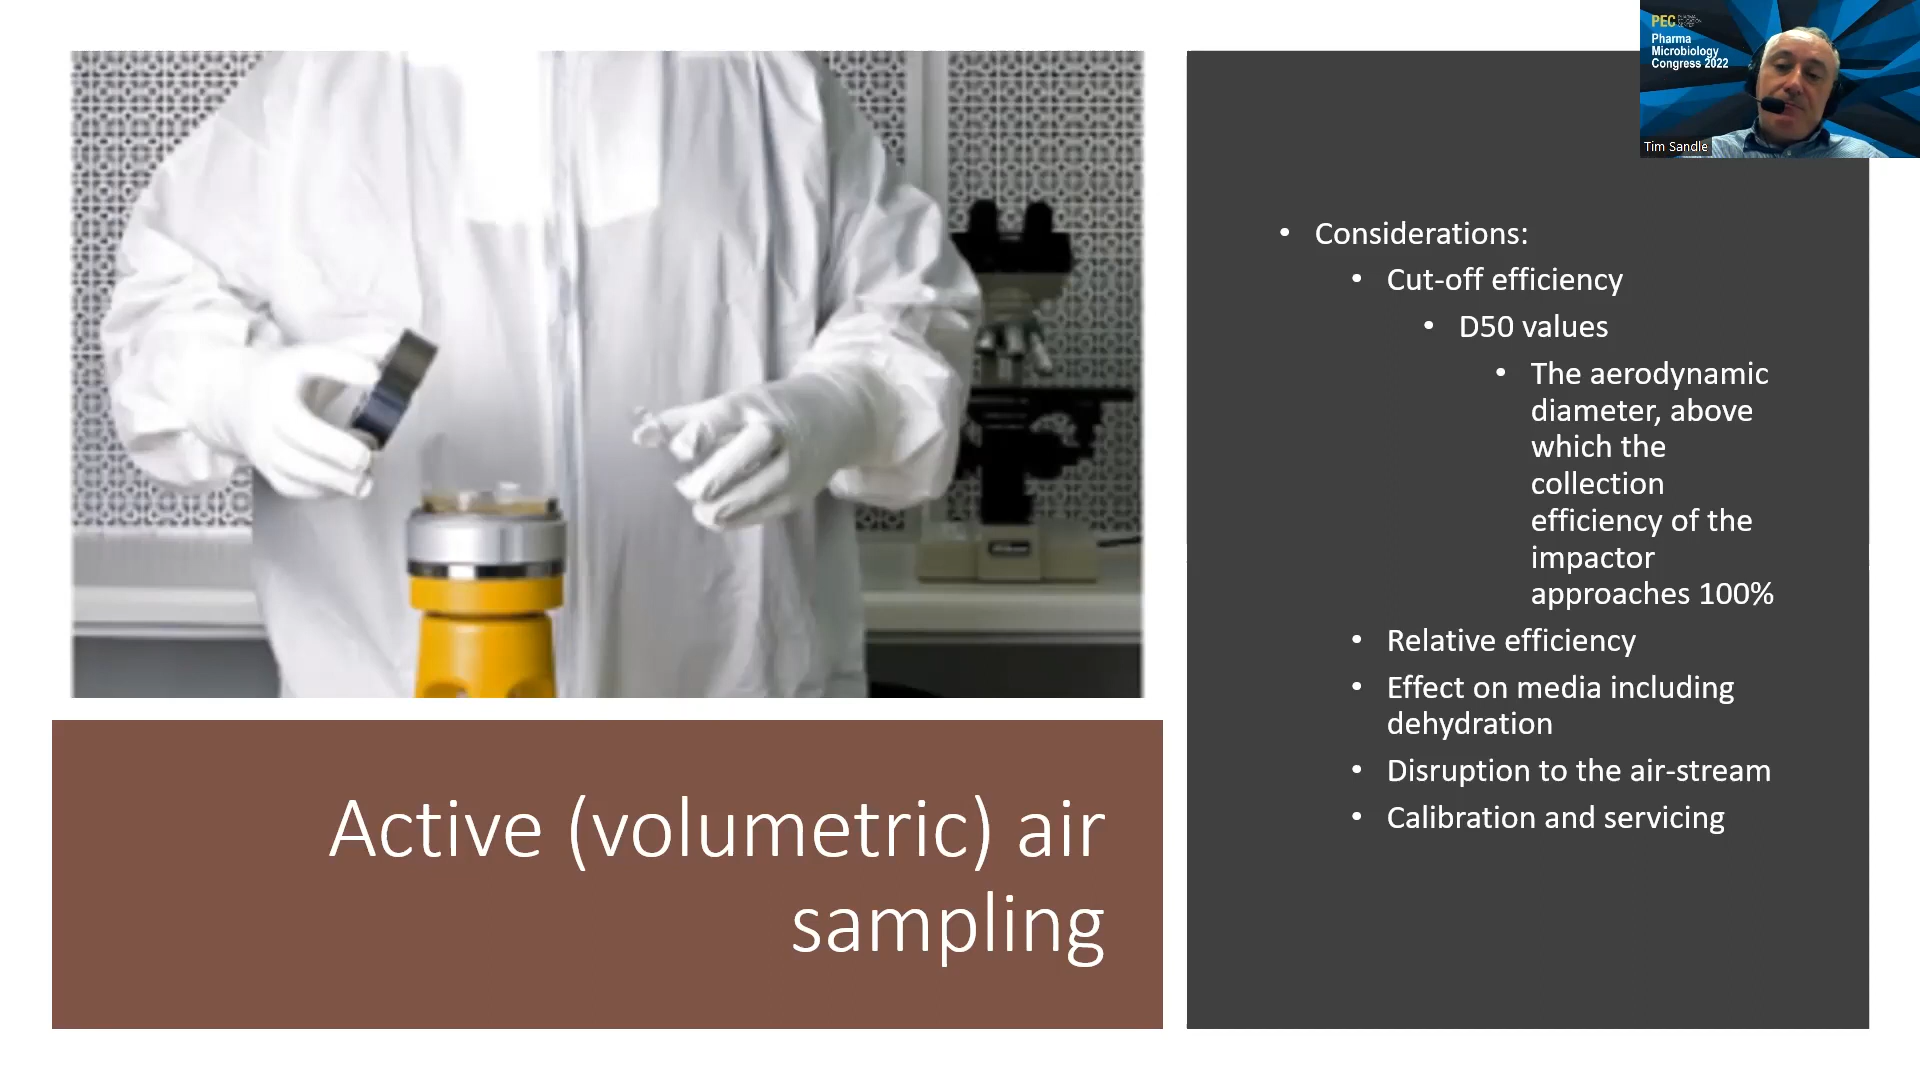 PEC
Pharma
Microbiology
Congress 2022
Tim Sandle
• Considerations:
• Cut-off efficiency
• D50 values
• The aerodynamic
diameter, above
which the
collection
efficiency of the
impactor
approaches 100%
• Relative efficiency
• Effect on media including
dehydration
• Disruption to the air-stream
• Calibration and servicing
Active (volumetric) air
sampling